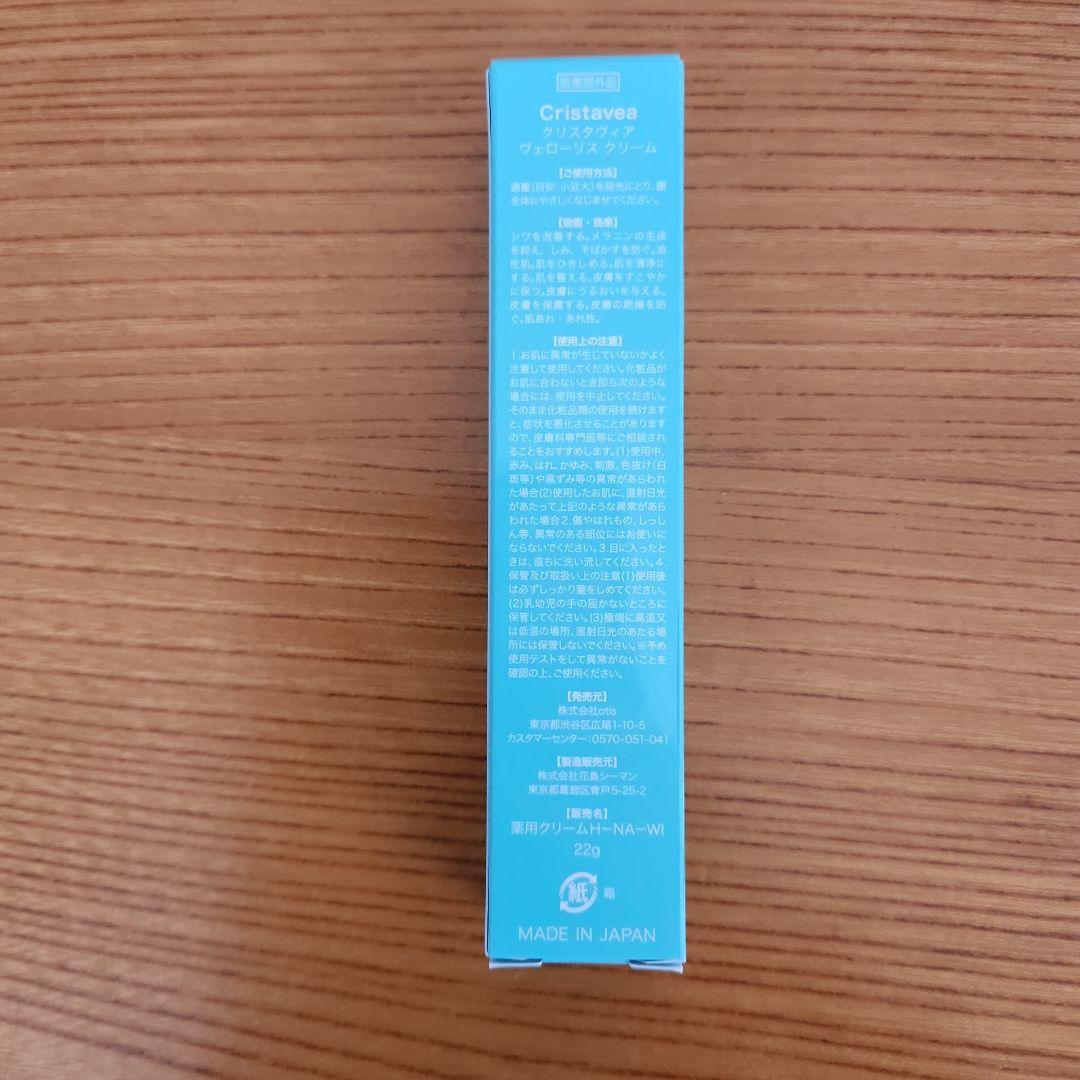 医薬部外品
Cristavea
クリスタヴィア
ヴェローリス クリーム
【ご使用方法】
適量(目安:小豆大)を指先にとり、顔
全体にやさしくなじませてください。
【効能・効果】
シワを改善する。メラニンの生成
を抑え、しみ、そばかすを防ぐ。油
性肌。肌をひきしめる。肌を清浄に
する。肌を整える。皮膚をすこやか
に保つ。皮膚にうるおいを与える。
皮膚を保護する。皮膚の乾燥を防
ぐ。肌あれ・あれ性。
【使用上の注意】
1.お肌に異常が生じていないかよく
注意して使用してください。化粧品が
お肌に合わないとき即ち次のような
場合には、使用を中止してください。
そのまま化粧品類の使用を続けます
と、症状を悪化させることがあります
ので、皮膚科専門医等にご相談され
ることをおすすめします。(1)使用中、
赤み、はれ、かゆみ、刺激、色抜け(白
斑等)や黒ずみ等の異常があらわれ
た場合(2)使用したお肌に、直射日光
があたって上記のような異常があら
われた場合2.傷やはれもの、しっし
ん等、異常のある部位にはお使いに
ならないでください。3.目に入ったと
きは、直ちに洗い流してください。4.
保管及び取扱い上の注意(1)使用後
は必ずしっかり蓋をしめてください。
(2)乳幼児の手の届かないところに
保管してください。(3)極端に高温又
は低温の場所、直射日光のあたる場
所には保管しないでください。※予め
使用テストをして異常がないことを
確認の上、ご使用ください。
【発売元】
株式会社otis
東京都渋谷区広尾1-10-5
カスタマーセンター:0570-051-041
【製造販売元】
株式会社花島シーマン
東京都葛飾区青戸5-25-2
【販売名】
薬用クリームH-NA-WI
22g
紙 箱
MADE IN JAPAN